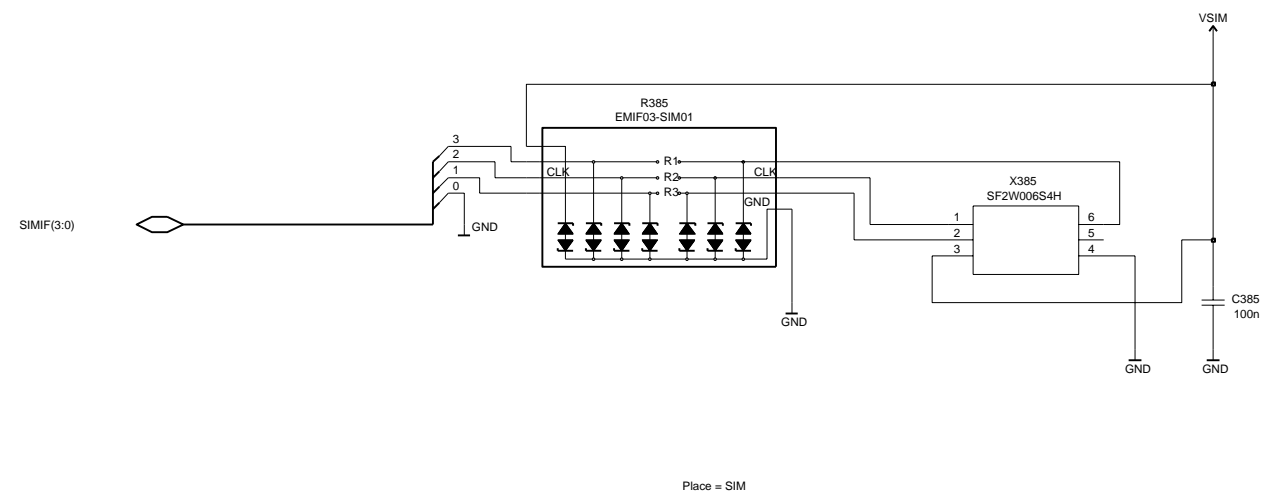 VSIM
R385
EMIF03-SIM01
3
2
1
0
R1
CLK
R2
CLK
R3
GND
X385
SF2W006S4H
SIMIF(3:0)
GND
1
2
3
6
5
4
C385
100n
GND
GND
GND
Place = SIM